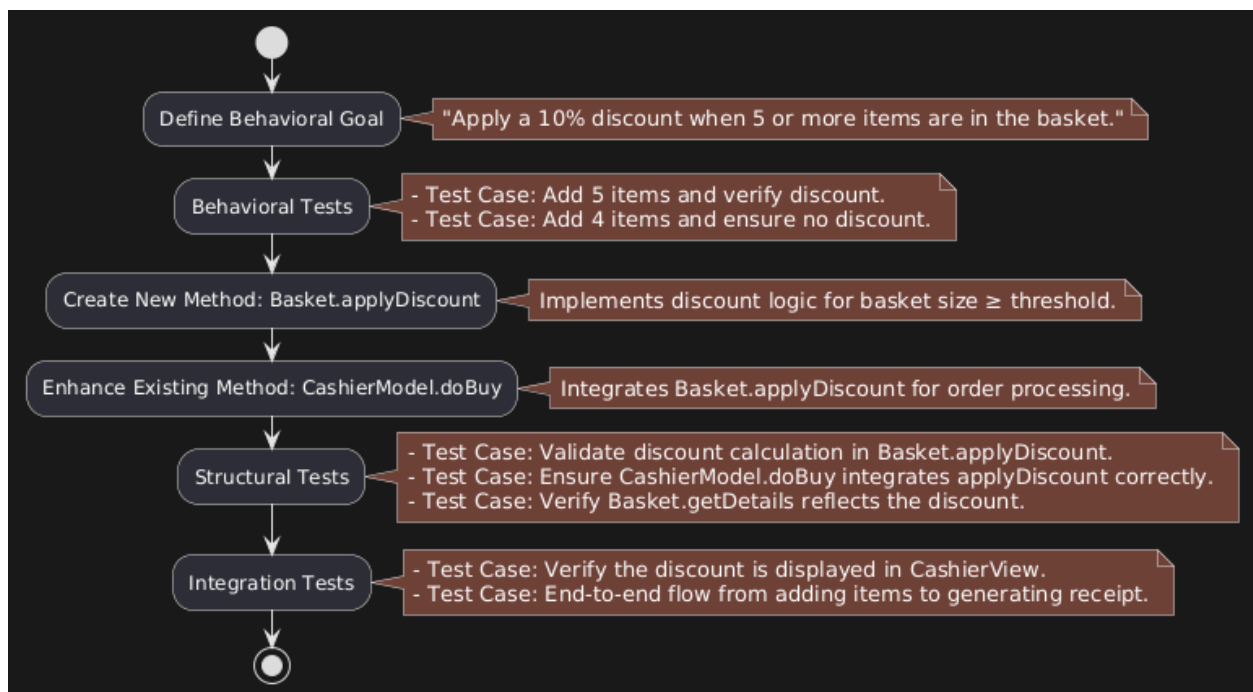 Define Behavioral Goal
"Apply a 10% discount when 5 or more items are in the basket."
Behavioral Tests
- Test Case: Add 5 items and verify discount.
- Test Case: Add 4 items and ensure no discount.
Create New Method: Basket.applyDiscount
Implements discount logic for basket size ≥ threshold.
Enhance Existing Method: CashierModel.doBuy
Integrates Basket.applyDiscount for order processing.
Structural Tests
- Test Case: Validate discount calculation in Basket.applyDiscount.
- Test Case: Ensure CashierModel.doBuy integrates applyDiscount correctly.
- Test Case: Verify Basket.getDetails reflects the discount.
Integration Tests
- Test Case: Verify the discount is displayed in CashierView.
- Test Case: End-to-end flow from adding items to generating receipt.